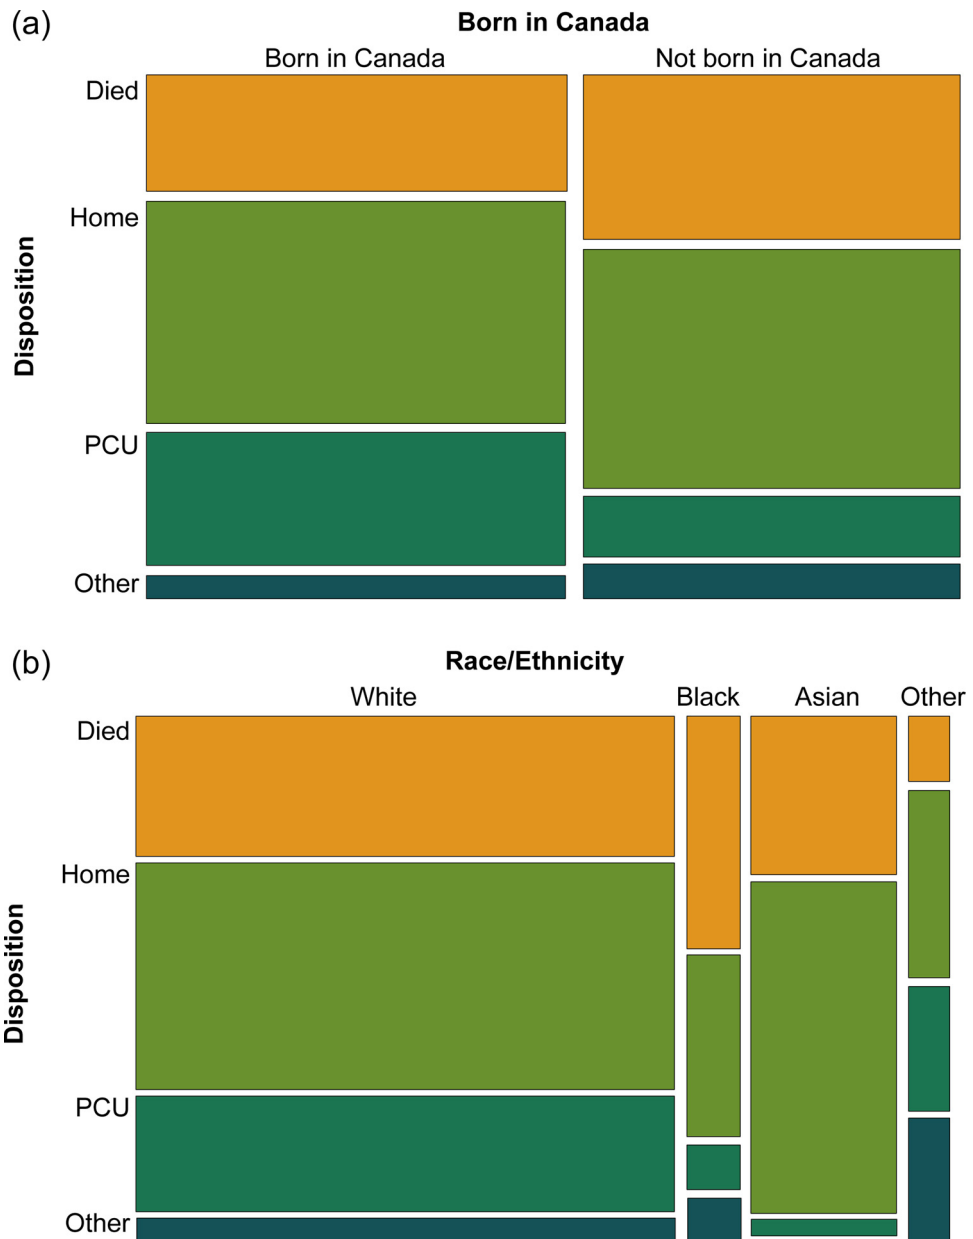 (a)
Born in Canada
Born in Canada
Not born in Canada
Died
Home
PCU
Other
Disposition
(b)
Race/Ethnicity
White
Black
Asian
Other
Died
Home
PCU
Other
Disposition